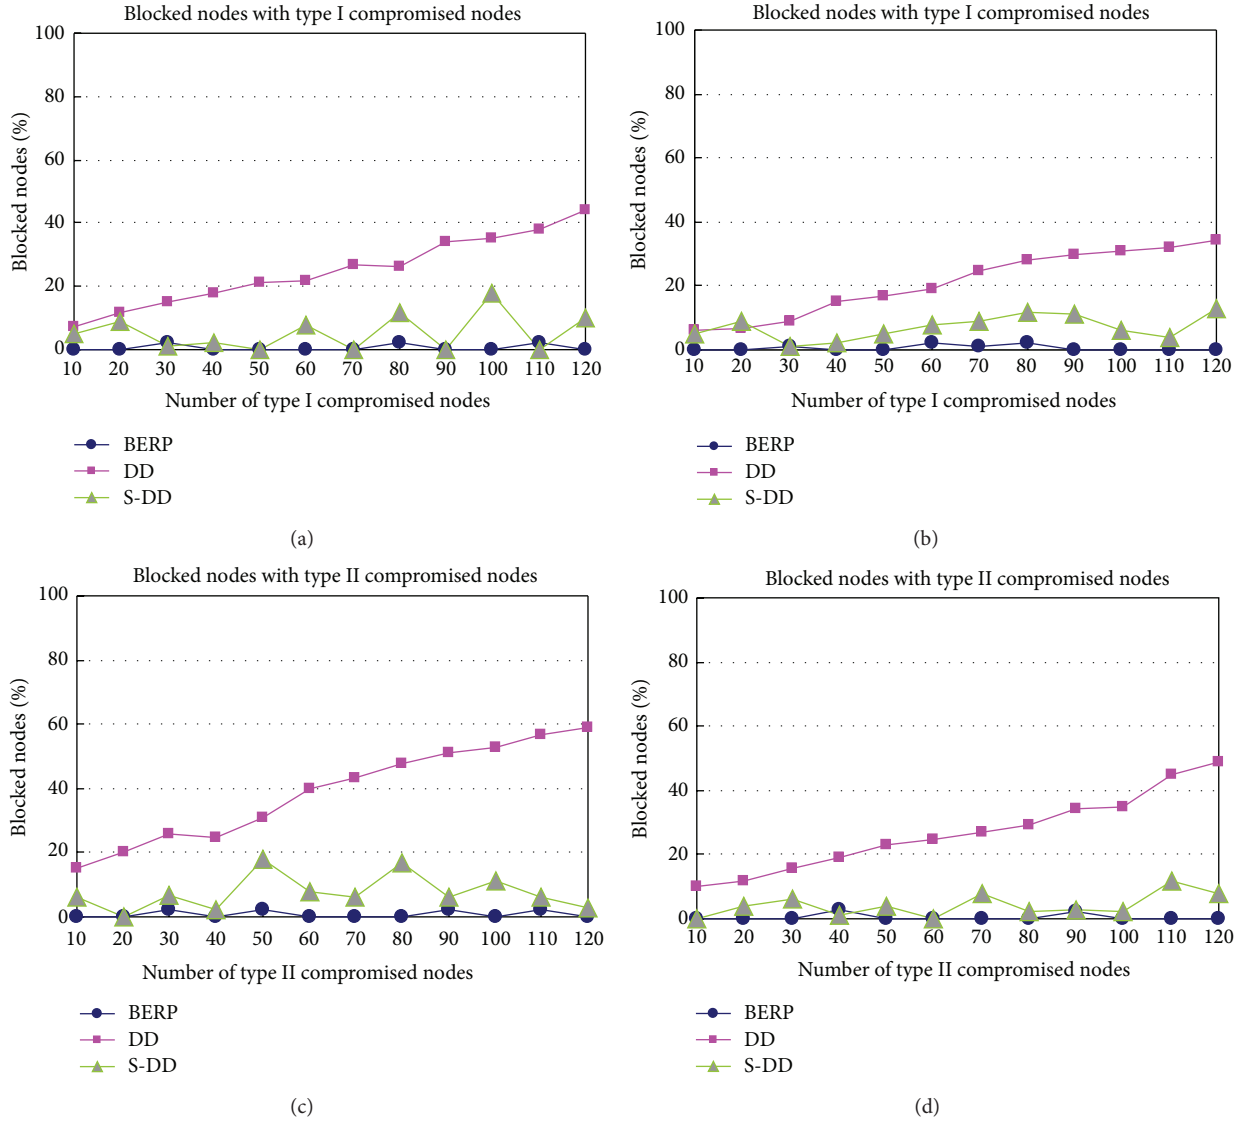 Blocked nodes with type I compromised nodes
100
80
60
40
20
0
Blocked nodes (%)
10 20 30 40 50 60 70 80 90 100 110 120
Number of type I compromised nodes
BERP
DD
S-DD
(a)
Blocked nodes with type I compromised nodes
100
80
60
40
20
0
Blocked nodes (%)
10 20 30 40 50 60 70 80 90 100 110 120
Number of type I compromised nodes
BERP
DD
S-DD
(b)
Blocked nodes with type II compromised nodes
100
80
60
40
20
0
Blocked nodes (%)
10 20 30 40 50 60 70 80 90 100 110 120
Number of type II compromised nodes
BERP
DD
S-DD
(c)
Blocked nodes with type II compromised nodes
100
80
60
40
20
0
Blocked nodes (%)
10 20 30 40 50 60 70 80 90 100 110 120
Number of type II compromised nodes
BERP
DD
S-DD
(d)